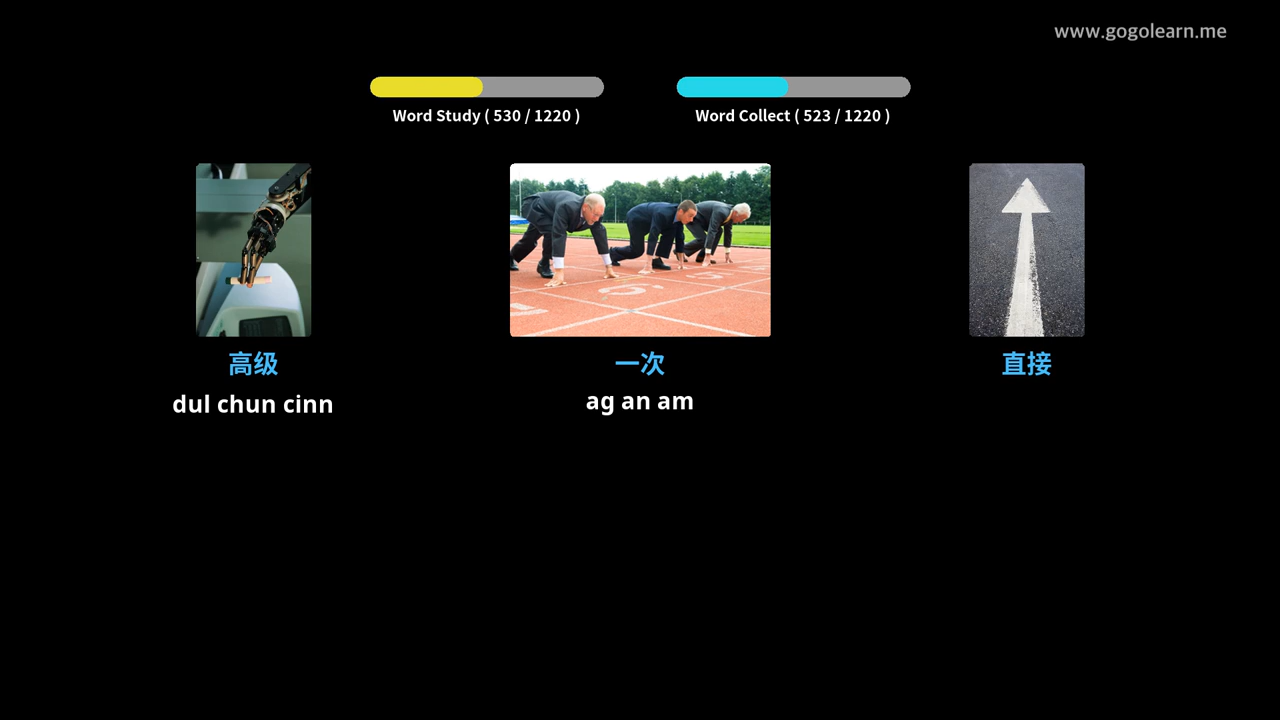 www.gogolearn.me
Word Study ( 530 / 1220 )
Word Collect ( 523 / 1220 )
高级
一次
直接
dul chun cinn
ag an am